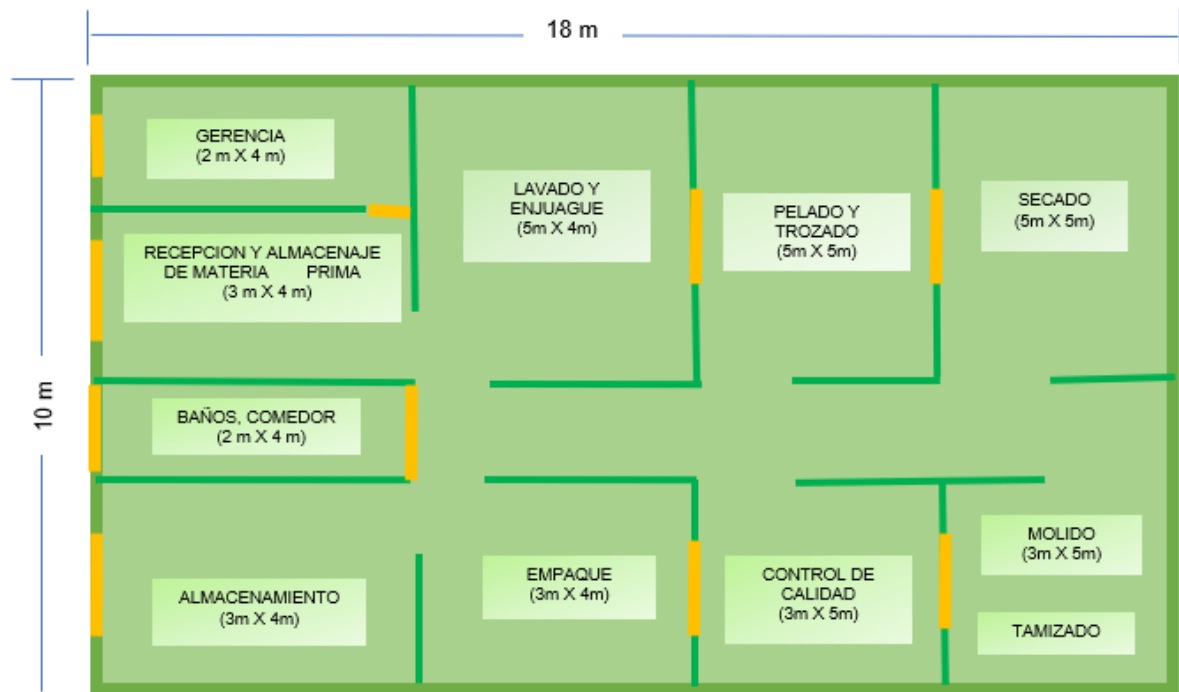 18 m
10 m
GERENCIA
(2 m X 4 m)
RECEPCION Y ALMACENAJE
DE MATERIA PRIMA
(3 m X 4 m)
LAVADO Y
ENJUAGUE
(5m X 4m)
PELADO Y
TROZADO
(5m X 5m)
SECADO
(5m X 5m)
BAÑOS, COMEDOR
(2 m X 4 m)
ALMACENAMIENTO
(3m X 4m)
EMPAQUE
(3m X 4m)
CONTROL DE
CALIDAD
(3m X 5m)
MOLIDO
(3m X 5m)
TAMIZADO